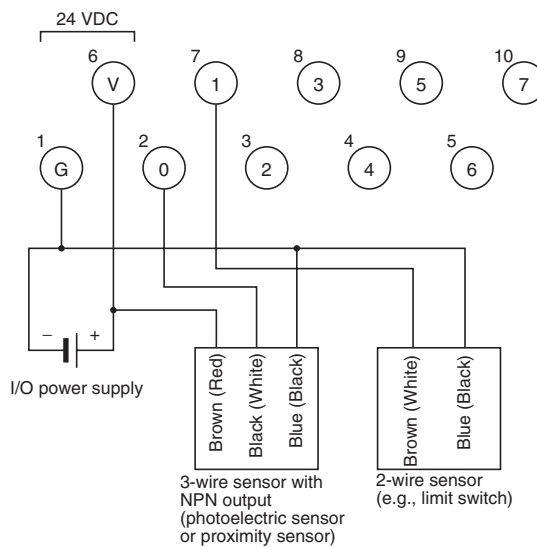 24 VDC
6
V
7
1
8
3
9
5
10
7
1
G
2
0
3
2
4
4
5
6
– +
I/O power supply
Brown (Red)
Black (White)
Blue (Black)
Brown (White)
Blue (Black)
3-wire sensor with
NPN output
(photoelectric sensor
or proximity sensor)
2-wire sensor
(e.g., limit switch)